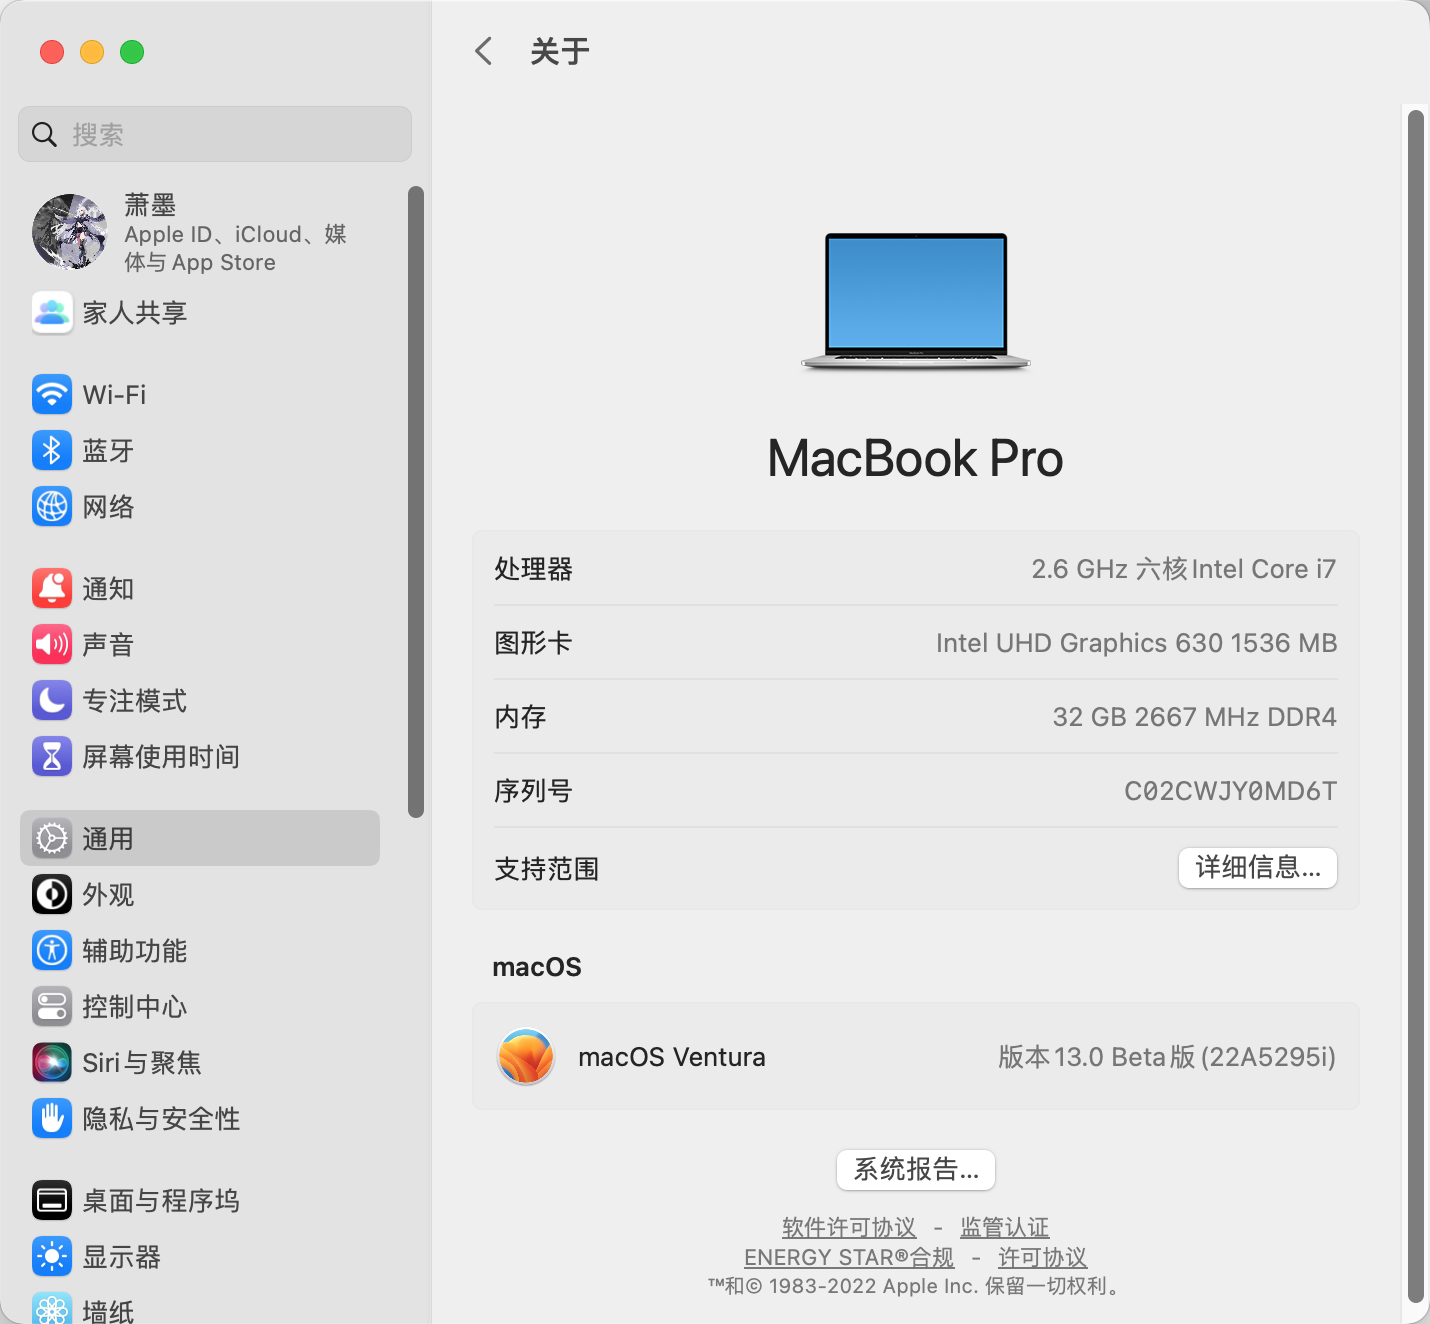 关于
搜索
萧墨
Apple ID、iCloud、媒
体与 App Store
家人共享
Wi-Fi
蓝牙
网络
通知
声音
专注模式
屏幕使用时间
通用
外观
辅助功能
控制中心
Siri与聚焦
隐私与安全性
桌面与程序坞
显示器
墙纸
MacBook Pro
处理器 2.6 GHz 六核Intel Core i7
图形卡 Intel UHD Graphics 630 1536 MB
内存 32 GB 2667 MHz DDR4
序列号 C02CWJY0MD6T
支持范围 详细信息...
macOS
macOS Ventura 版本13.0 Beta版 (22A5295i)
系统报告...
软件许可协议 - 监管认证
ENERGY STAR®合规 - 许可协议
™和© 1983-2022 Apple Inc. 保留一切权利。